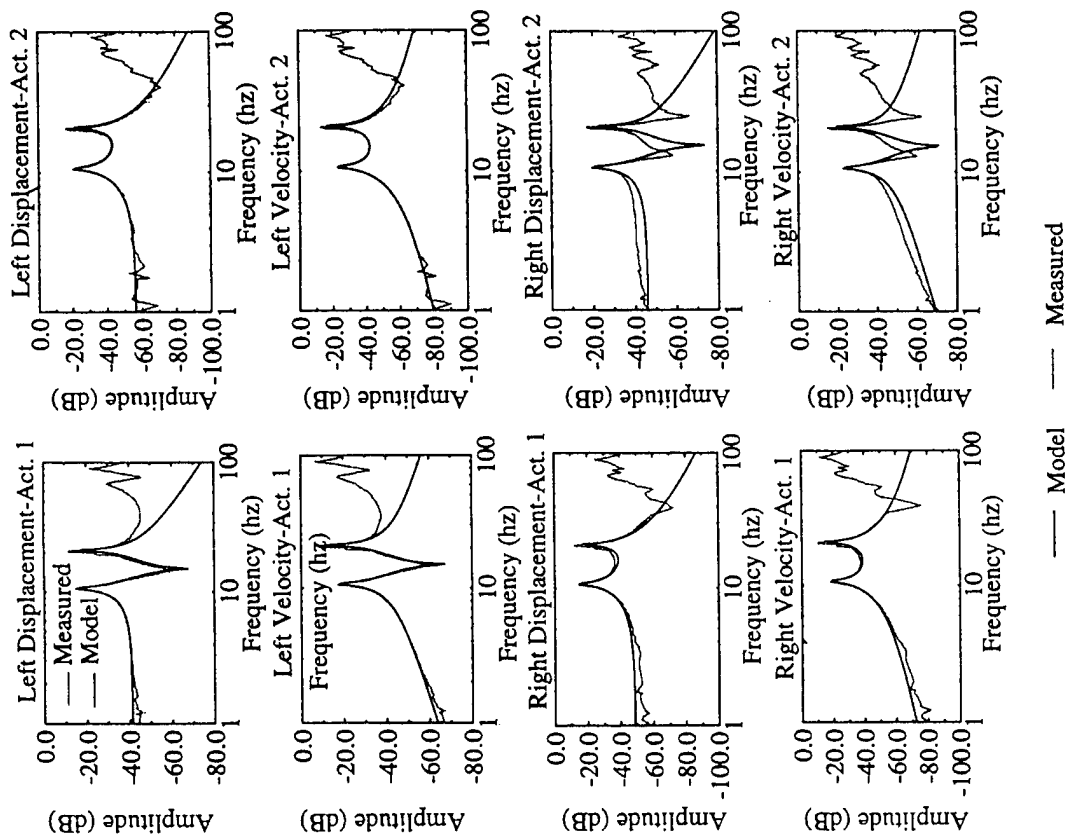 Left Displacement-Act. 1
Measured
Model
Amplitude (dB)
0.0
-20.0
-40.0
-60.0
-80.0
1
10
100
Frequency (hz)
Left Displacement-Act. 2
Amplitude (dB)
0.0
-20.0
-40.0
-60.0
-80.0
-100.0
1
10
100
Frequency (hz)
Left Velocity-Act. 1
Frequency (hz)
Amplitude (dB)
0.0
-20.0
-40.0
-60.0
-80.0
1
10
100
Frequency (hz)
Left Velocity-Act. 2
Amplitude (dB)
0.0
-20.0
-40.0
-60.0
-80.0
-100.0
1
10
100
Frequency (hz)
Right Displacement-Act. 1
Amplitude (dB)
0.0
-20.0
-40.0
-60.0
-80.0
-100.0
1
10
100
Frequency (hz)
Right Displacement-Act. 2
Amplitude (dB)
0.0
-20.0
-40.0
-60.0
-80.0
1
10
100
Frequency (hz)
Right Velocity-Act. 1
Amplitude (dB)
0.0
-20.0
-40.0
-60.0
-80.0
-100.0
1
10
100
Frequency (hz)
Right Velocity-Act. 2
Amplitude (dB)
0.0
-20.0
-40.0
-60.0
-80.0
1
10
100
Frequency (hz)
Model Measured